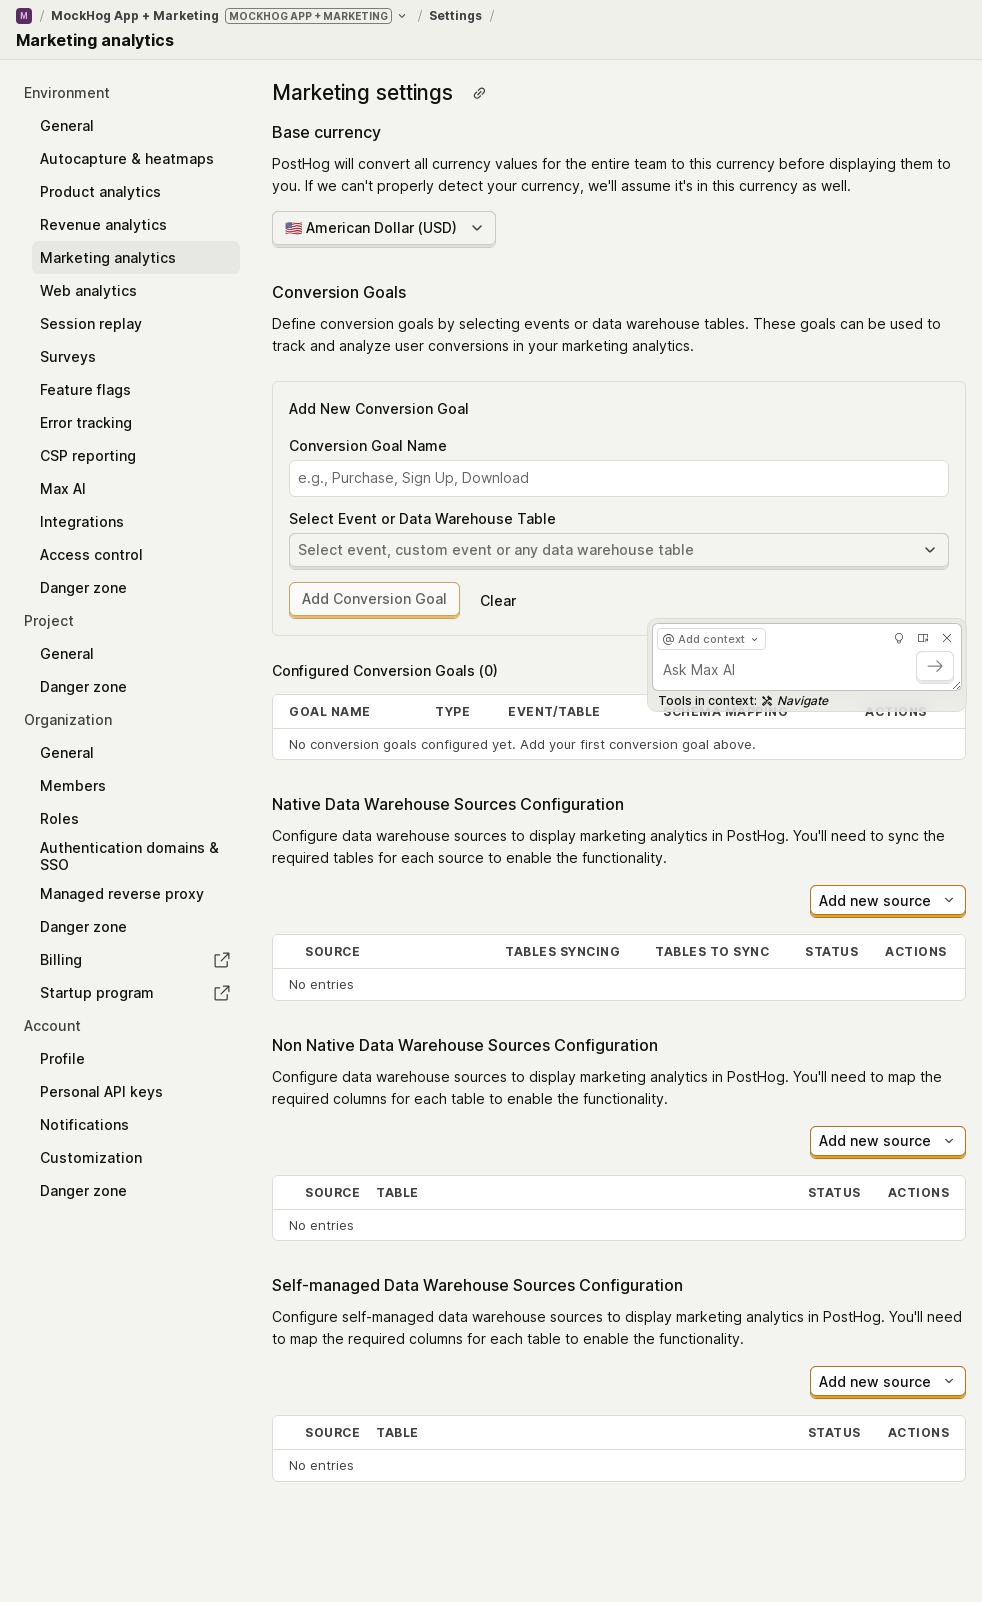 M / MockHog App + Marketing MOCKHOG APP + MARKETING / Settings /
Marketing analytics
Environment
General
Autocapture & heatmaps
Product analytics
Revenue analytics
Marketing analytics
Web analytics
Session replay
Surveys
Feature flags
Error tracking
CSP reporting
Max AI
Integrations
Access control
Danger zone
Project
General
Danger zone
Organization
General
Members
Roles
Authentication domains &
SSO
Managed reverse proxy
Danger zone
Billing
Startup program
Account
Profile
Personal API keys
Notifications
Customization
Danger zone
Marketing settings
Base currency
PostHog will convert all currency values for the entire team to this currency before displaying them to
you. If we can't properly detect your currency, we'll assume it's in this currency as well.
🇺🇸 American Dollar (USD)
Conversion Goals
Define conversion goals by selecting events or data warehouse tables. These goals can be used to
track and analyze user conversions in your marketing analytics.
Add New Conversion Goal
Conversion Goal Name
e.g., Purchase, Sign Up, Download
Select Event or Data Warehouse Table
Select event, custom event or any data warehouse table
Add Conversion Goal Clear
@ Add context
Ask Max AI
Tools in context: Navigate
Configured Conversion Goals (0)
GOAL NAME TYPE EVENT/TABLE SCHEMA MAPPING ACTIONS
No conversion goals configured yet. Add your first conversion goal above.
Native Data Warehouse Sources Configuration
Configure data warehouse sources to display marketing analytics in PostHog. You'll need to sync the
required tables for each source to enable the functionality.
Add new source
SOURCE TABLES SYNCING TABLES TO SYNC STATUS ACTIONS
No entries
Non Native Data Warehouse Sources Configuration
Configure data warehouse sources to display marketing analytics in PostHog. You'll need to map the
required columns for each table to enable the functionality.
Add new source
SOURCE TABLE STATUS ACTIONS
No entries
Self-managed Data Warehouse Sources Configuration
Configure self-managed data warehouse sources to display marketing analytics in PostHog. You'll need
to map the required columns for each table to enable the functionality.
Add new source
SOURCE TABLE STATUS ACTIONS
No entries